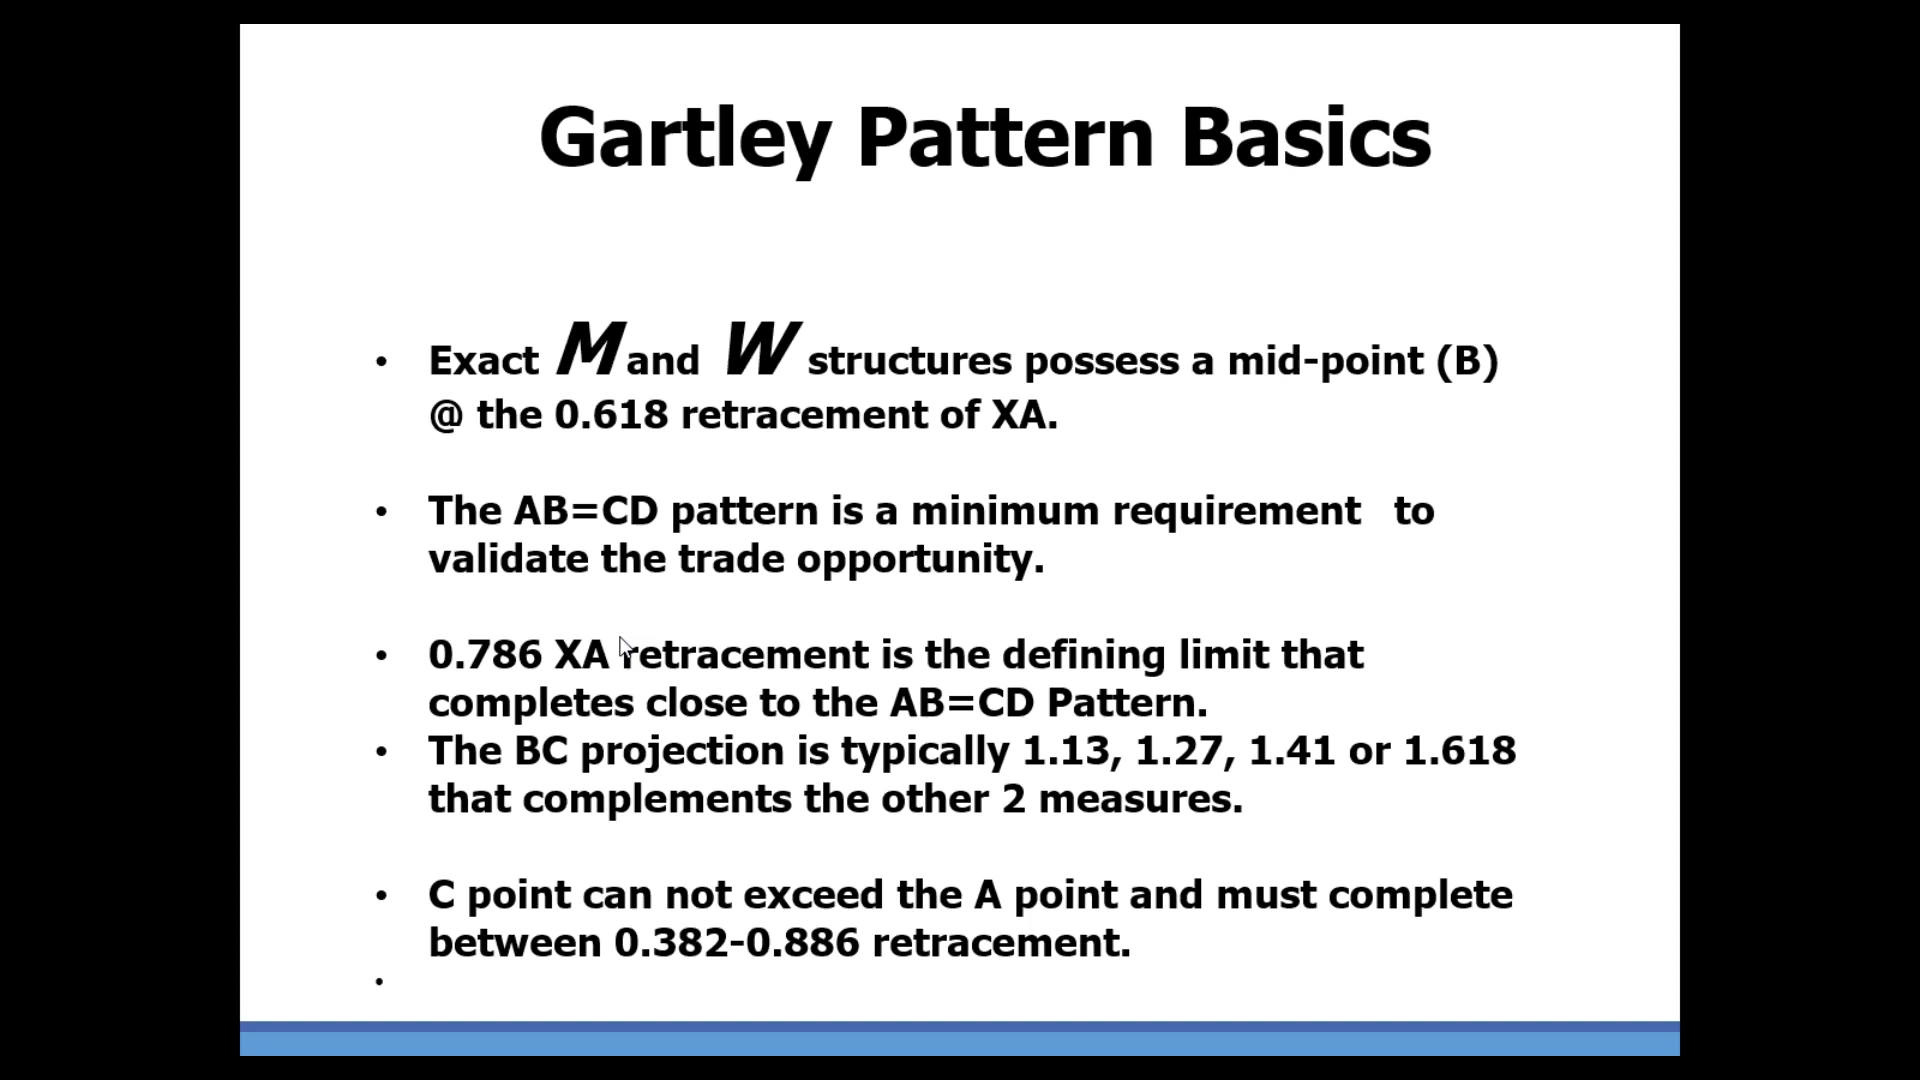 Gartley Pattern Basics
• Exact M and W structures possess a mid-point (B)
@ the 0.618 retracement of XA.
• The AB=CD pattern is a minimum requirement to
validate the trade opportunity.
• 0.786 XA retracement is the defining limit that
completes close to the AB=CD Pattern.
• The BC projection is typically 1.13, 1.27, 1.41 or 1.618
that complements the other 2 measures.
• C point can not exceed the A point and must complete
between 0.382-0.886 retracement.
•